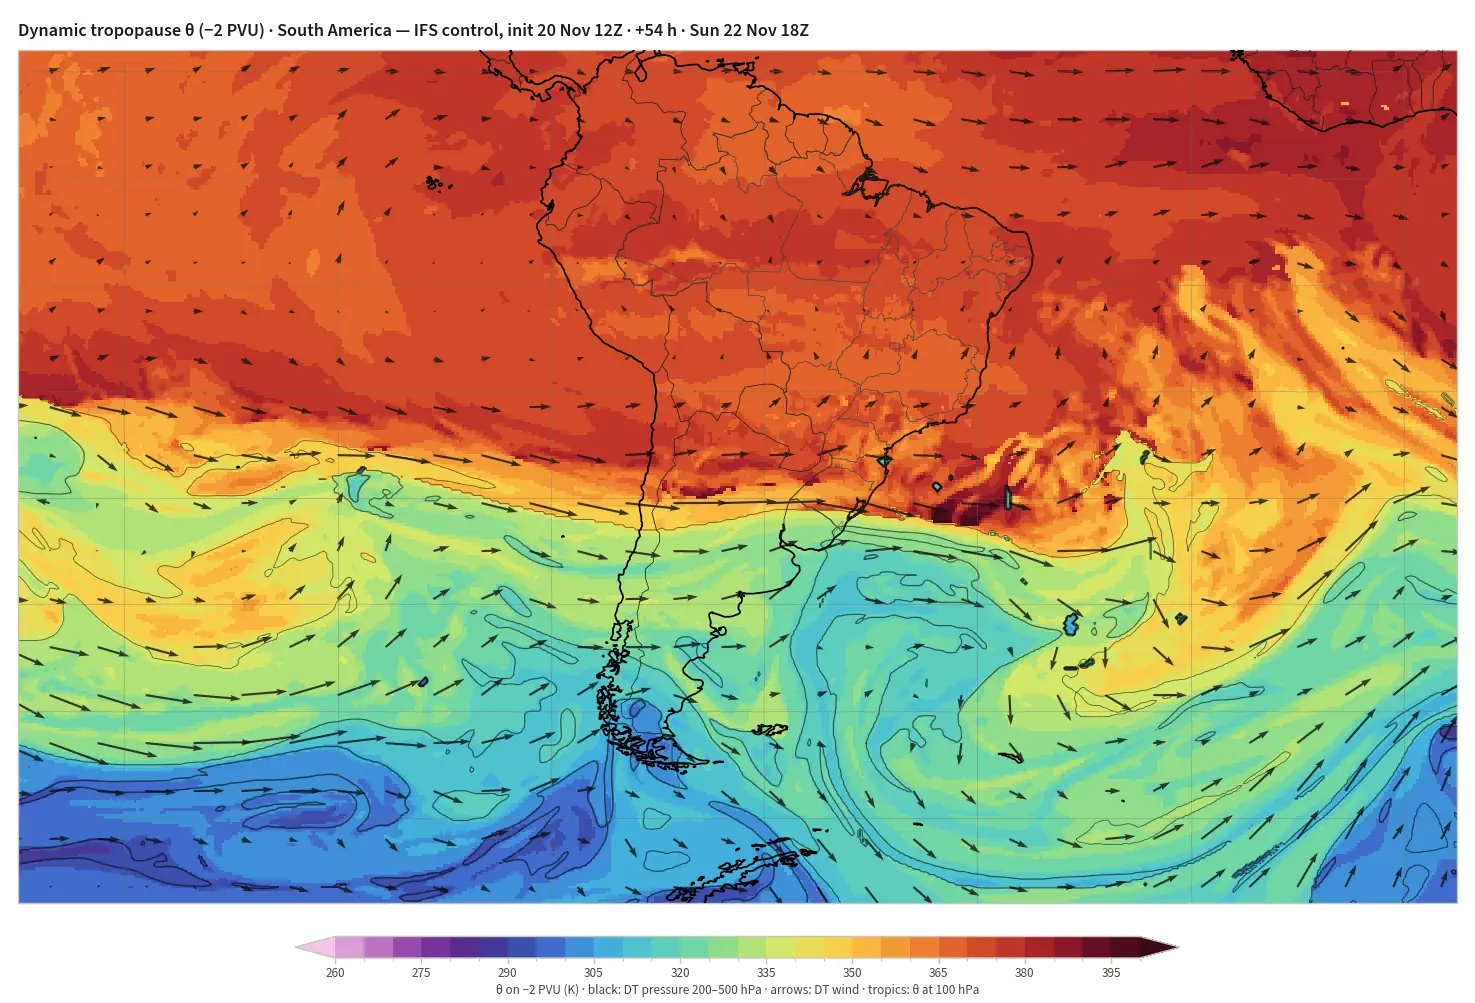 Dynamic tropopause θ (−2 PVU) · South America — IFS control, init 20 Nov 12Z · +54 h · Sun 22 Nov 18Z
260 275 290 305 320 335 350 365 380 395
θ on −2 PVU (K) · black: DT pressure 200–500 hPa · arrows: DT wind · tropics: θ at 100 hPa